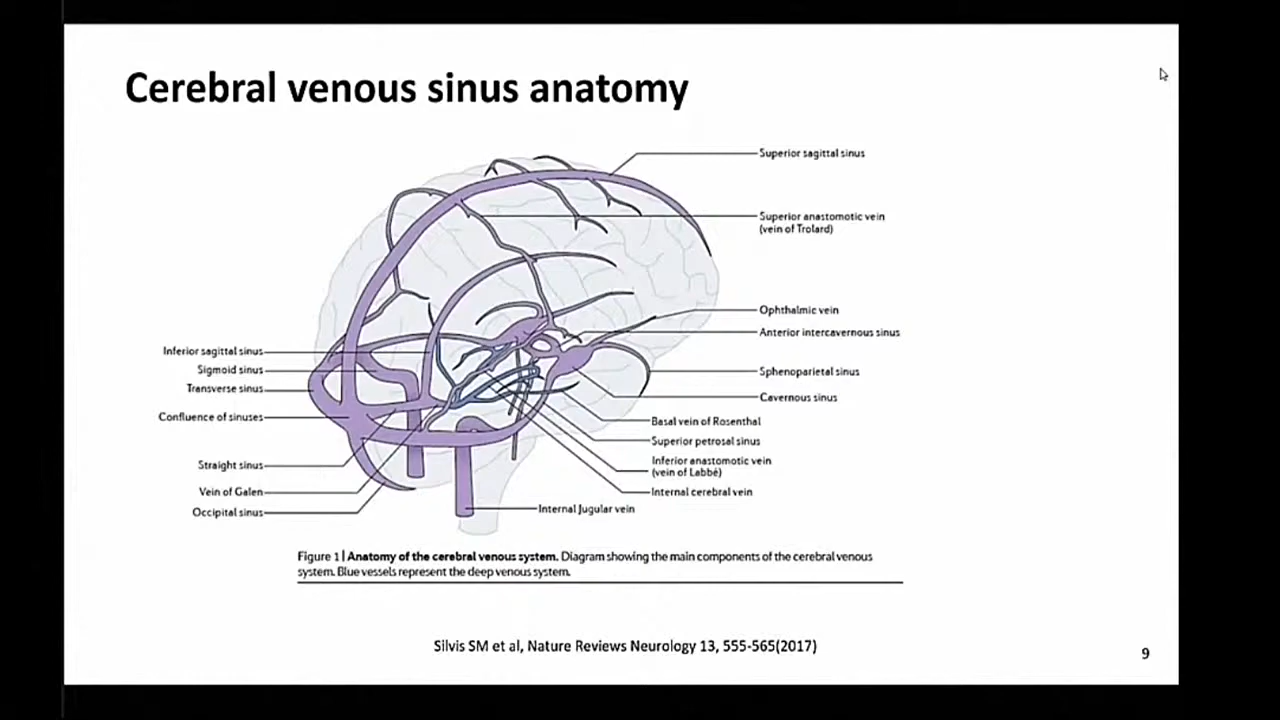 Cerebral venous sinus anatomy
Superior sagittal sinus
Superior anastomotic vein
(vein of Trolard)
Ophthalmic vein
Anterior intercavernous sinus
Sphenoparietal sinus
Cavernous sinus
Basal vein of Rosenthal
Superior petrosal sinus
Inferior anastomotic vein
(vein of Labbé)
Internal cerebral vein
Internal Jugular vein
Inferior sagittal sinus
Sigmoid sinus
Transverse sinus
Confluence of sinuses
Straight sinus
Vein of Galen
Occipital sinus
Figure 1 | Anatomy of the cerebral venous system. Diagram showing the main components of the cerebral venous
system. Blue vessels represent the deep venous system.
Silvis SM et al, Nature Reviews Neurology 13, 555-565(2017)
9